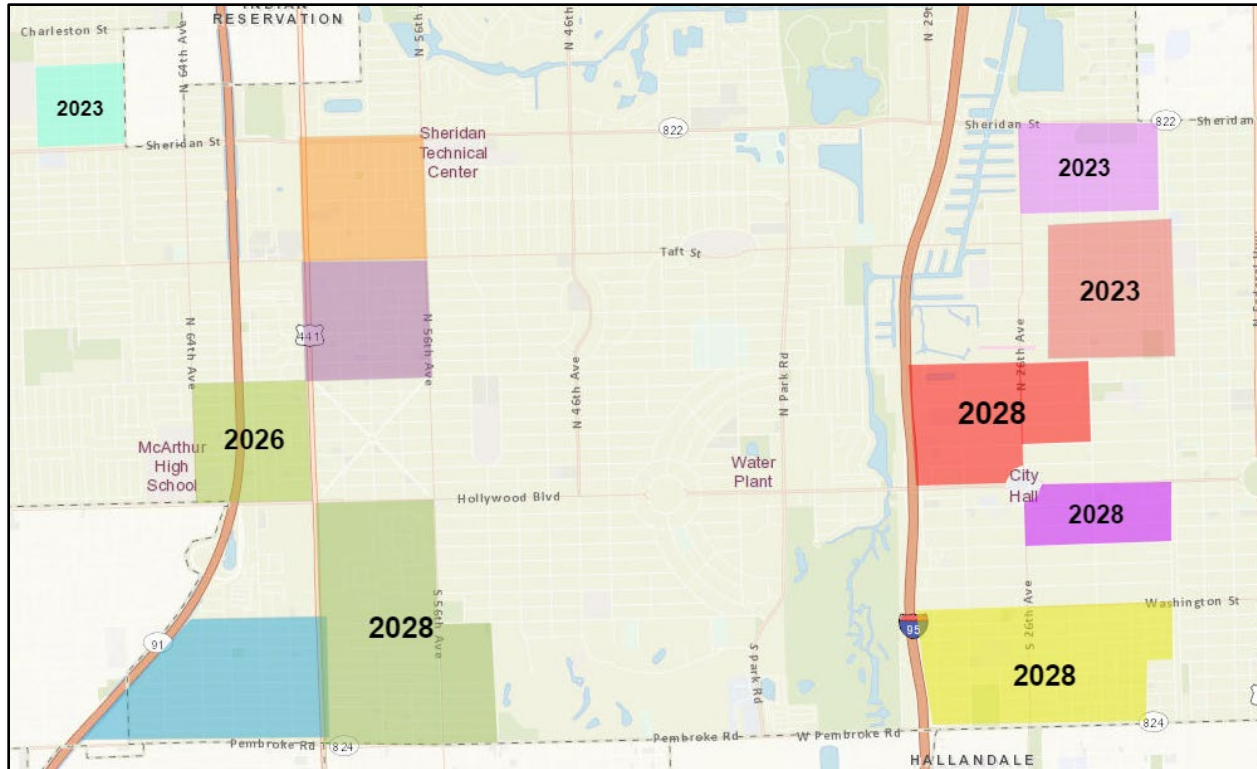 INDIAN
RESERVATION
Charleston St
N 64th Ave
N 56th Ave
N 46th Ave
N 29
2023
Sheridan St
Sheridan
Technical
Center
822
Sheridan St
822
Sheridan
2023
Taft St
2023
441
N 64th Ave
N 56th Ave
N 46th Ave
N Park Rd
N 26th Ave
2026
2028
McArthur
High
School
Water
Plant
City
Hall
Hollywood Blvd
2028
S 56th Ave
S 26th Ave
Washington St
2028
91
95
S park Rd
2028
Pembroke Rd
824
Pembroke Rd
W Pembroke Rd
824
HALLANDALE